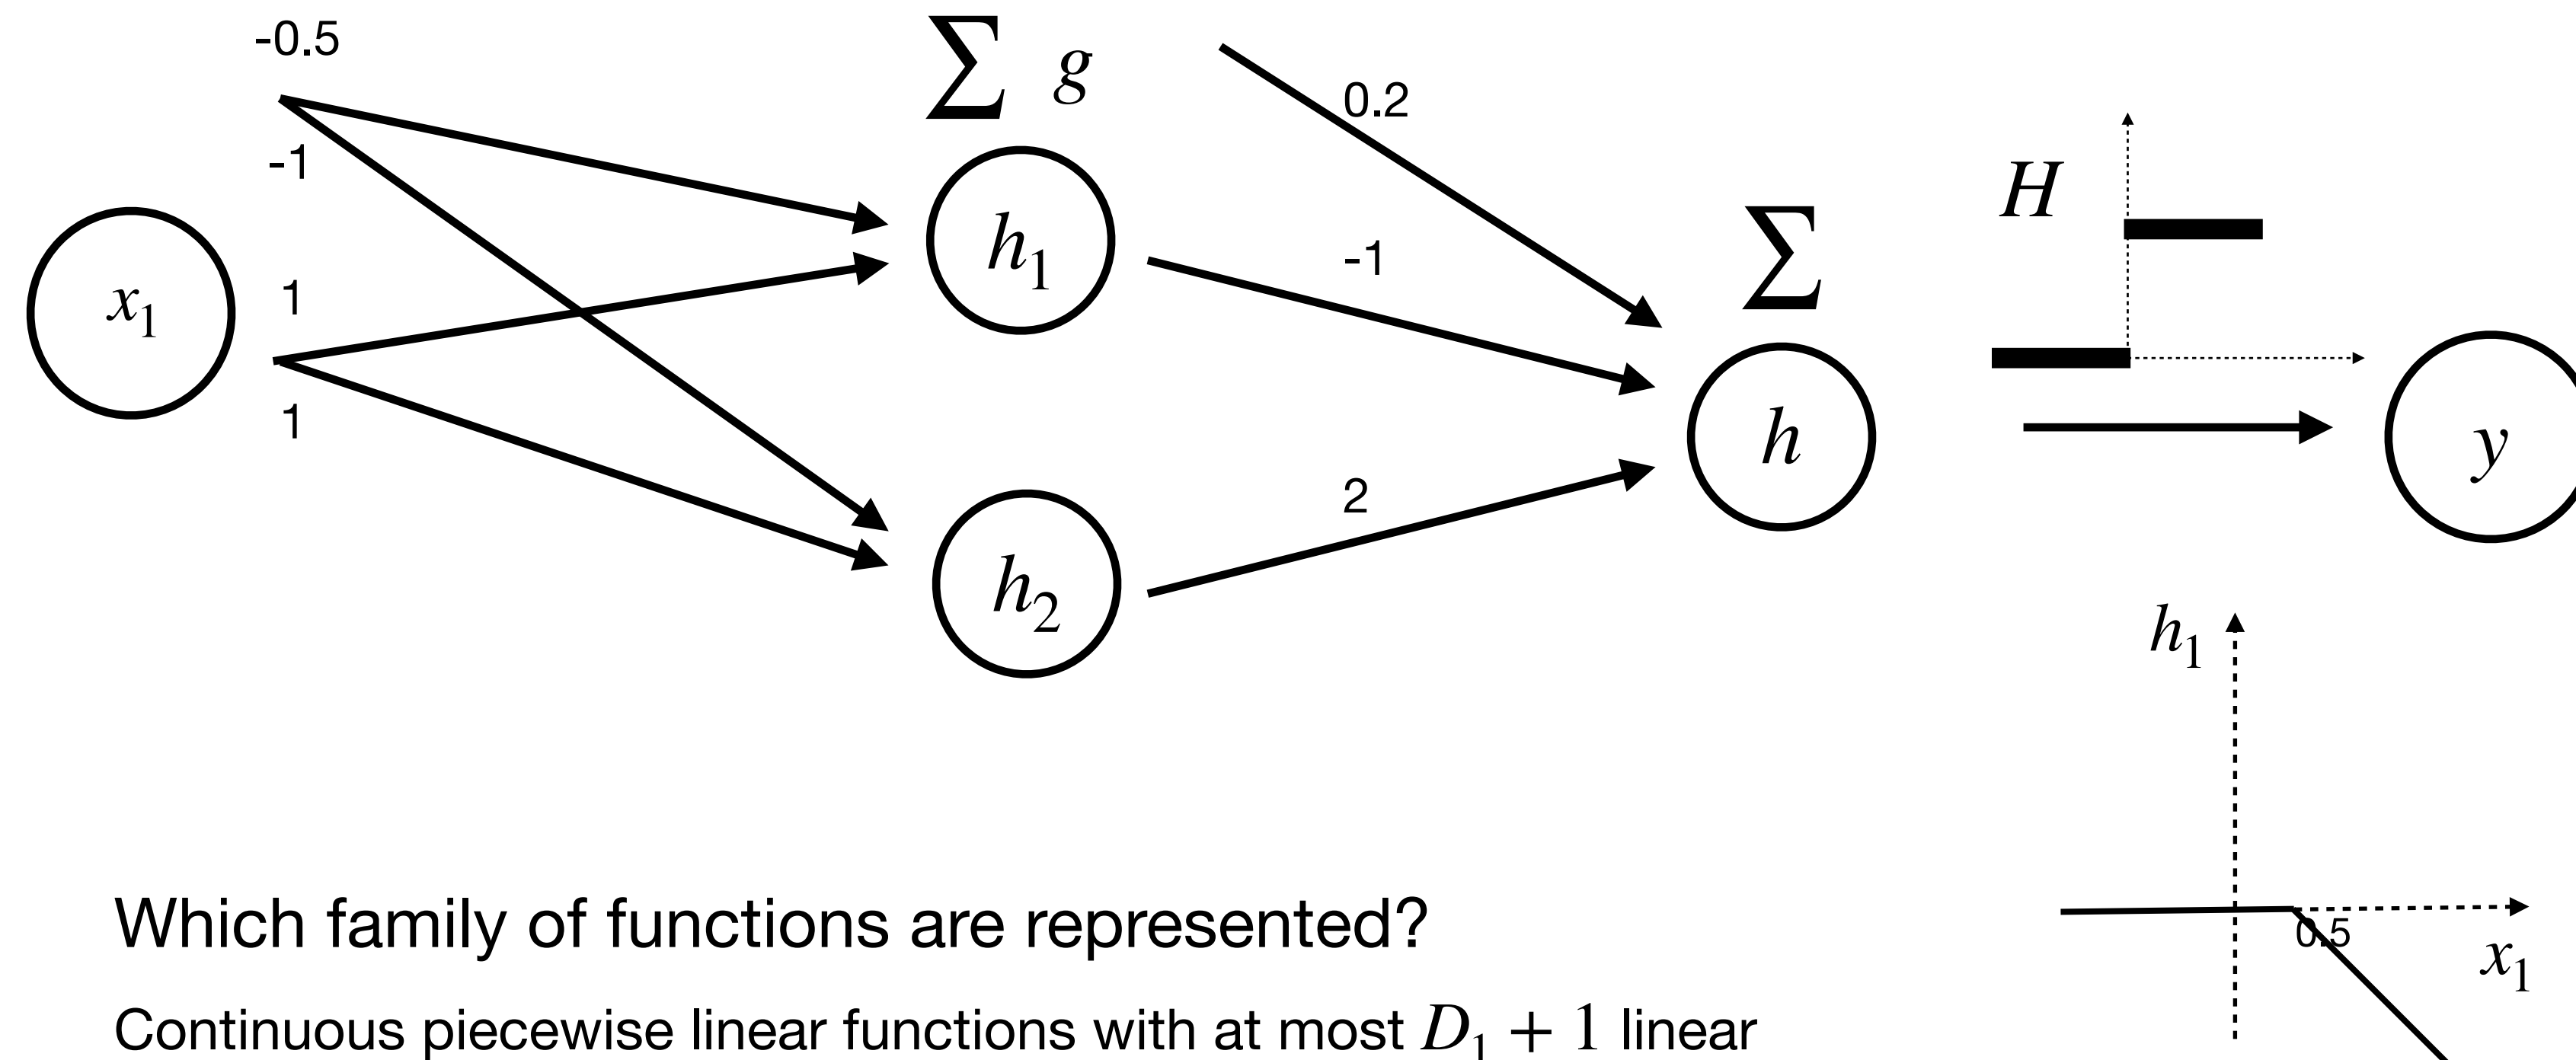 -0.5
∑ g
0.2
-1
H
h₁
-1
∑
x₁
1
h
y
1
h₂
2
h₁
0.5
x₁
Which family of functions are represented?
Continuous piecewise linear functions with at most D₁ + 1 linear